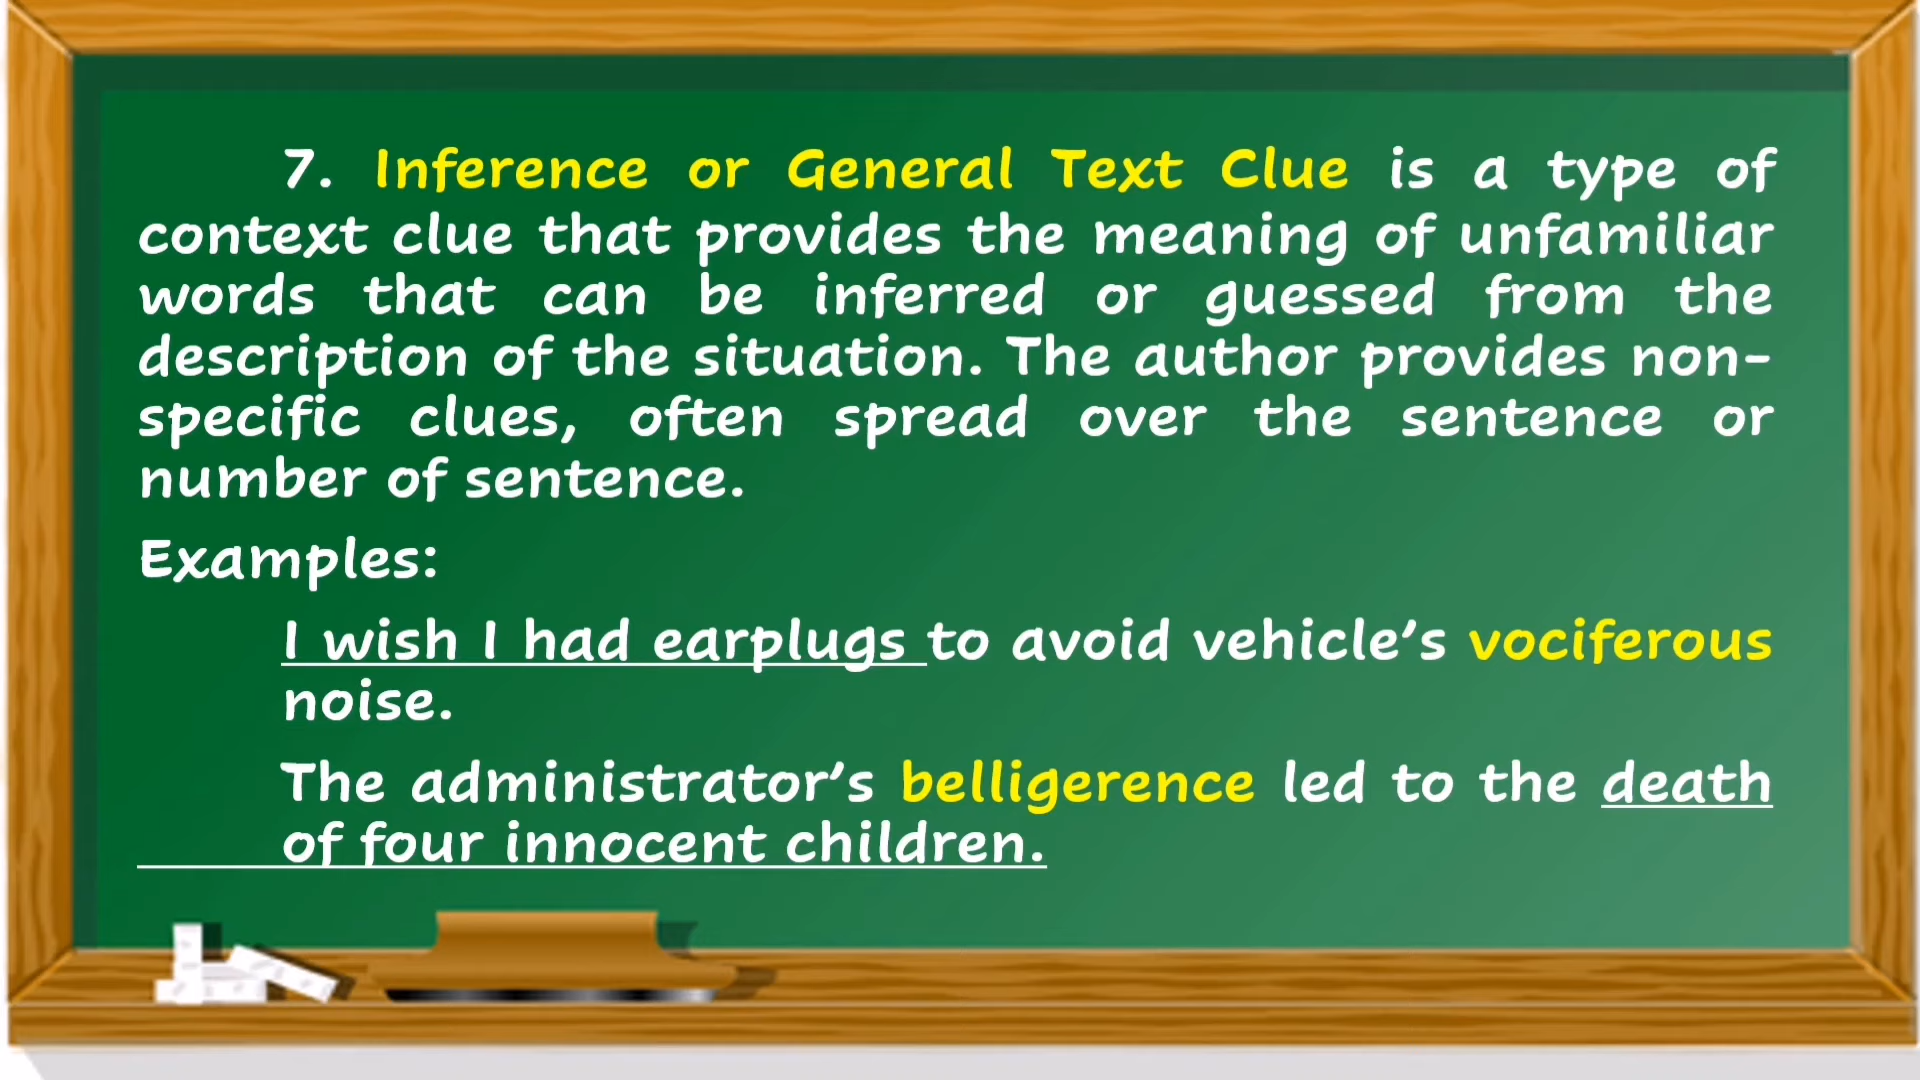 7. Inference or General Text Clue is a type of
context clue that provides the meaning of unfamiliar
words that can be inferred or guessed from the
description of the situation. The author provides non-
specific clues, often spread over the sentence or
number of sentence.
Examples:
I wish I had earplugs to avoid vehicle’s vociferous
noise.
The administrator’s belligerence led to the death
of four innocent children.